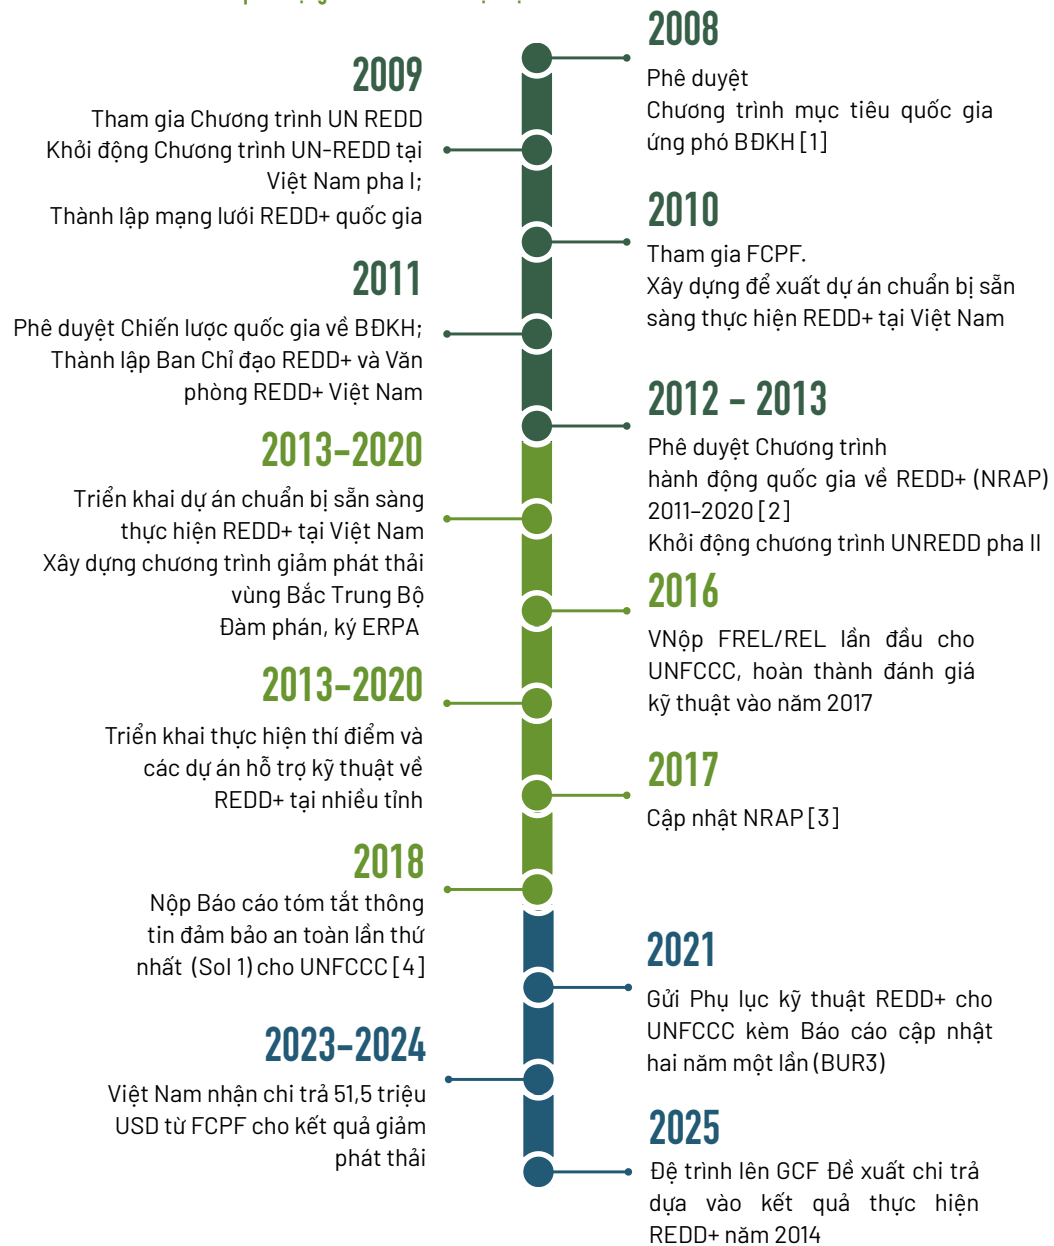 2008
Phê duyệt
Chương trình mục tiêu quốc gia
ứng phó BĐKH [1]
2009
Tham gia Chương trình UN REDD
Khởi động Chương trình UN-REDD tại
Việt Nam pha I;
Thành lập mạng lưới REDD+ quốc gia
2010
Tham gia FCPF.
Xây dựng để xuất dự án chuẩn bị sẵn
sàng thực hiện REDD+ tại Việt Nam
2011
Phê duyệt Chiến lược quốc gia về BĐKH;
Thành lập Ban Chỉ đạo REDD+ và Văn
phòng REDD+ Việt Nam
2012 - 2013
Phê duyệt Chương trình
hành động quốc gia về REDD+ (NRAP)
2011-2020 [2]
Khởi động chương trình UNREDD pha II
2013-2020
Triển khai dự án chuẩn bị sẵn sàng
thực hiện REDD+ tại Việt Nam
Xây dựng chương trình giảm phát thải
vùng Bắc Trung Bộ
Đàm phán, ký ERPA
2016
VNộp FREL/REL lần đầu cho
UNFCCC, hoàn thành đánh giá
kỹ thuật vào năm 2017
2013-2020
Triển khai thực hiện thí điểm và
các dự án hỗ trợ kỹ thuật về
REDD+ tại nhiều tỉnh
2017
Cập nhật NRAP [3]
2018
Nộp Báo cáo tóm tắt thông
tin đảm bảo an toàn lần thứ
nhất (SoI 1) cho UNFCCC [4]
2021
Gửi Phụ lục kỹ thuật REDD+ cho
UNFCCC kèm Báo cáo cập nhật
hai năm một lần (BUR3)
2023-2024
Việt Nam nhận chi trả 51,5 triệu
USD từ FCPF cho kết quả giảm
phát thải
2025
Đệ trình lên GCF Đề xuất chi trả
dựa vào kết quả thực hiện
REDD+ năm 2014